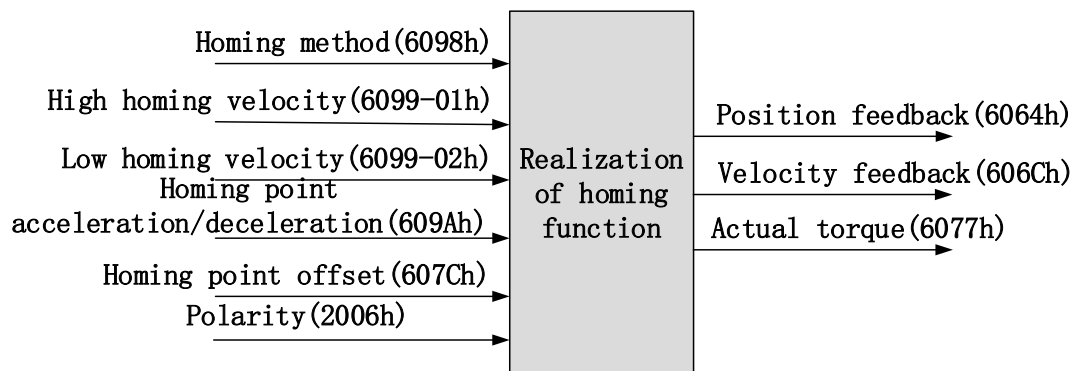 Homing method(6098h)
High homing velocity(6099-01h)
Low homing velocity(6099-02h)
Homing point
acceleration/deceleration(609Ah)
Homing point offset(607Ch)
Polarity(2006h)
Realization
of homing
function
Position feedback(6064h)
Velocity feedback(606Ch)
Actual torque(6077h)